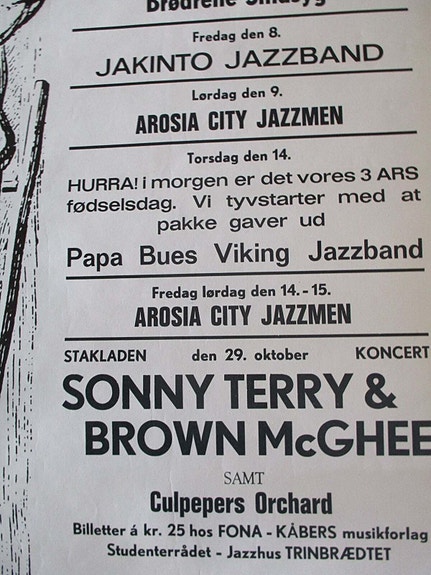 Brødrene Sindsyg
Fredag den 8.
JAKINTO JAZZBAND
Lørdag den 9.
AROSIA CITY JAZZMEN
Torsdag den 14.
HURRA! i morgen er det vores 3 ARS
fødselsdag. Vi tyvstarter med at
pakke gaver ud
Papa Bues Viking Jazzband
Fredag lørdag den 14.-15.
AROSIA CITY JAZZMEN
STAKLADEN den 29. oktober KONCERT
SONNY TERRY &
BROWN McGHEE
SAMT
Culpepers Orchard
Billetter á kr. 25 hos FONA - KÅBERS musikforlag
Studenterrådet - Jazzhus TRINBRÆDTET